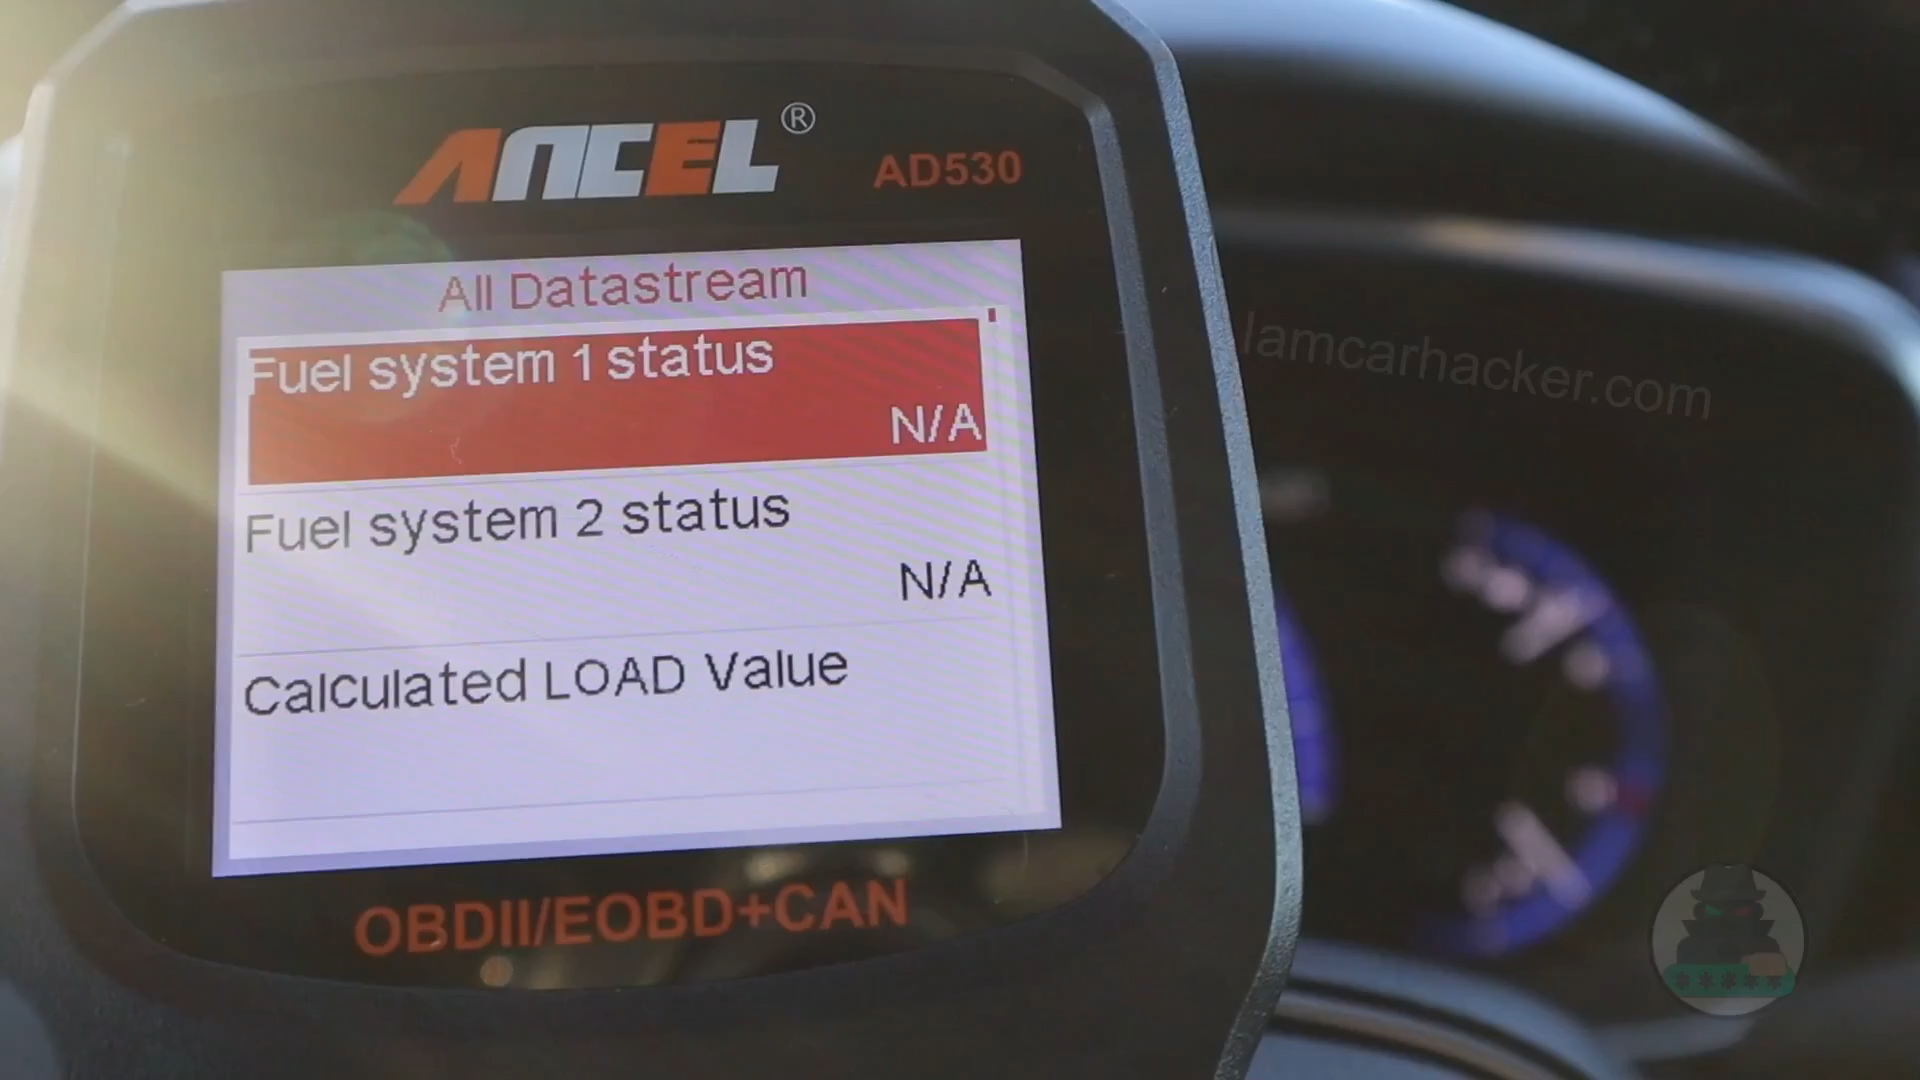 ANCEL®
AD530
All Datastream
Fuel system 1 status
N/A
Fuel system 2 status
N/A
Calculated LOAD Value
OBDII/EOBD+CAN
Iamcarhacker.com
*****